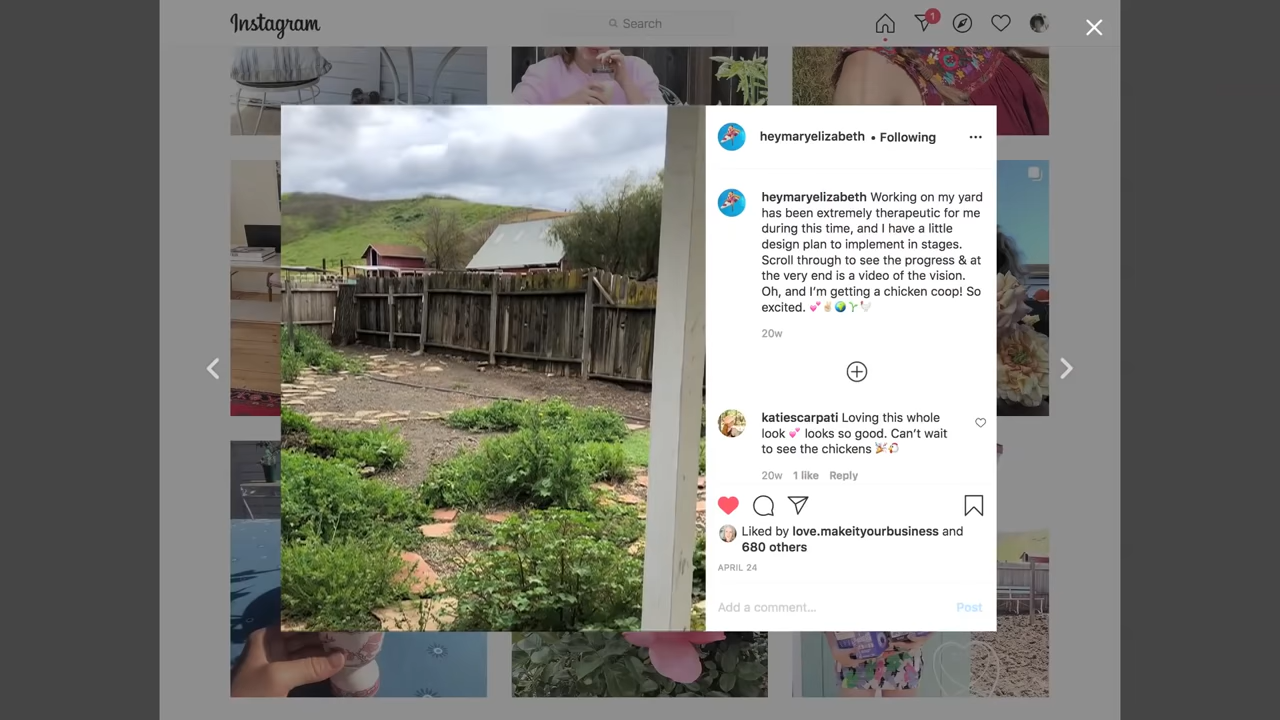 Instagram
Search
1
heymaryelizabeth • Following
heymaryelizabeth Working on my yard
has been extremely therapeutic for me
during this time, and I have a little
design plan to implement in stages.
Scroll through to see the progress & at
the very end is a video of the vision.
Oh, and I'm getting a chicken coop! So
excited. 💕✌🏼🌍🌱🐓
20w
katiescarpati Loving this whole
look 💕 looks so good. Can't wait
to see the chickens 🎉🐔
20w 1 like Reply
Liked by love.makeityourbusiness and
680 others
APRIL 24
Add a comment... Post